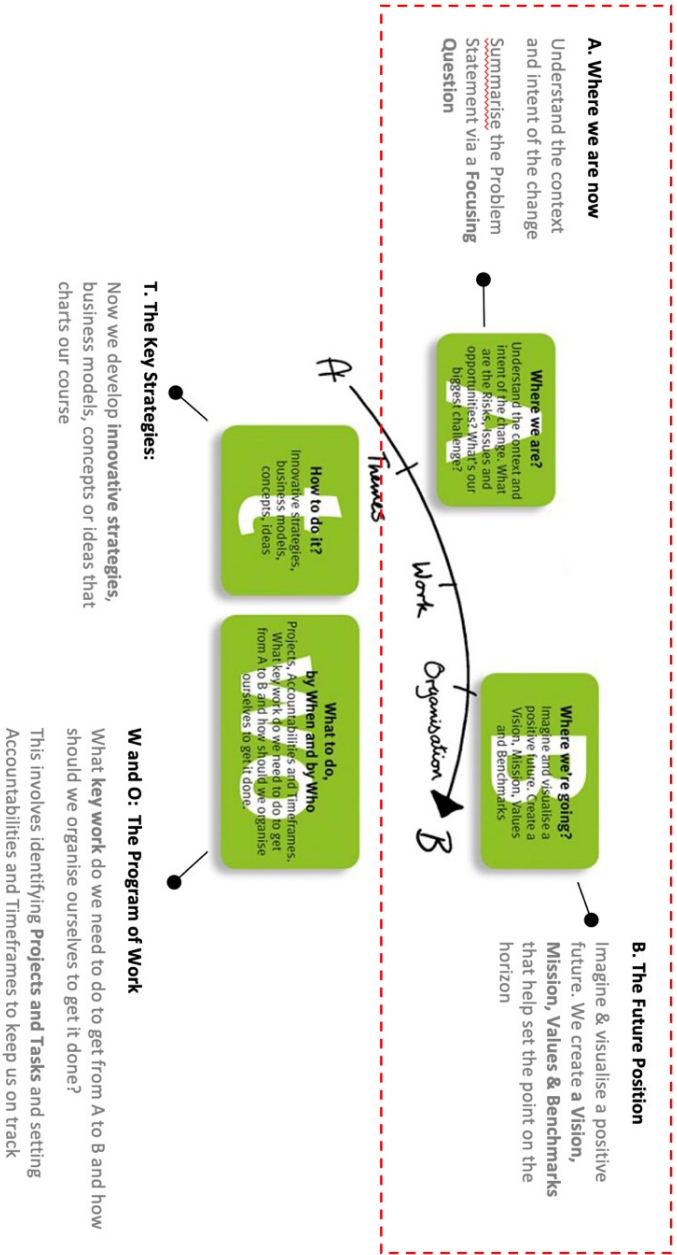 A. Where we are now
Understand the context
and intent of the change
Summarise the Problem
Statement via a Focusing
Question
A
Where we are?
Understand the context and
intent of the change. What
are the Risks, Issues and
opportunities? What's our
biggest challenge?
B
Where we're going?
Imagine and visualise a
positive future. Create a
Vision, Mission, Values
and Benchmarks
B. The Future Position
Imagine & visualise a positive
future. We create a Vision,
Mission, Values & Benchmarks
that help set the point on the
horizon
A
Themes
Work
Organisation
B
t
How to do it?
Innovative strategies,
business models,
concepts, ideas
Wo
What to do,
by When and by Who
Projects, Accountabilities and Timeframes.
What key work do we need to do to get
from A to B and how should we organise
ourselves to get it done.
T. The Key Strategies:
Now we develop innovative strategies,
business models, concepts or ideas that
charts our course
W and O: The Program of Work
What key work do we need to do to get from A to B and how
should we organise ourselves to get it done?
This involves identifying Projects and Tasks and setting
Accountabilities and Timeframes to keep us on track